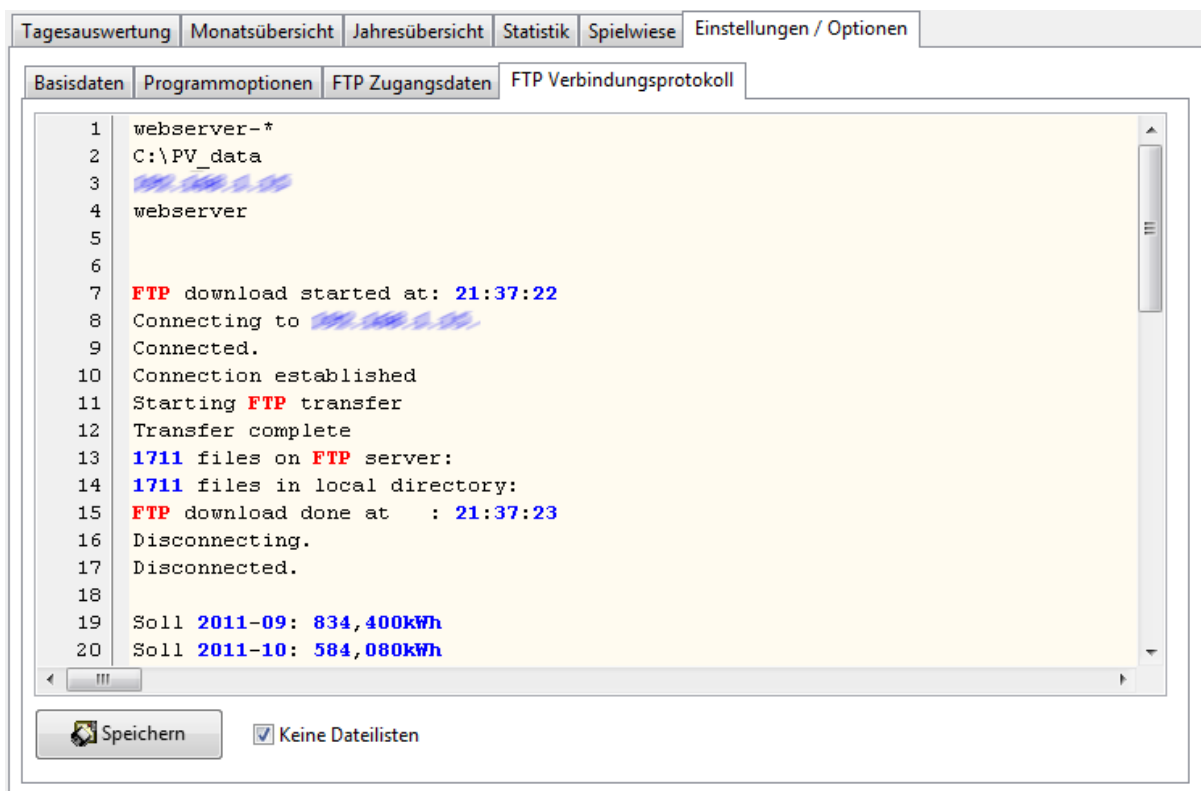 Tagesauswertung Monatsübersicht Jahresübersicht Statistik Spielwiese Einstellungen / Optionen
Basisdaten Programmoptionen FTP Zugangsdaten FTP Verbindungsprotokoll
1 webserver-*
2 C:\PV_data
3
4 webserver
5
6
7 FTP download started at: 21:37:22
8 Connecting to
9 Connected.
10 Connection established
11 Starting FTP transfer
12 Transfer complete
13 1711 files on FTP server:
14 1711 files in local directory:
15 FTP download done at   : 21:37:23
16 Disconnecting.
17 Disconnected.
18
19 Soll 2011-09: 834,400kWh
20 Soll 2011-10: 584,080kWh
Speichern Keine Dateilisten